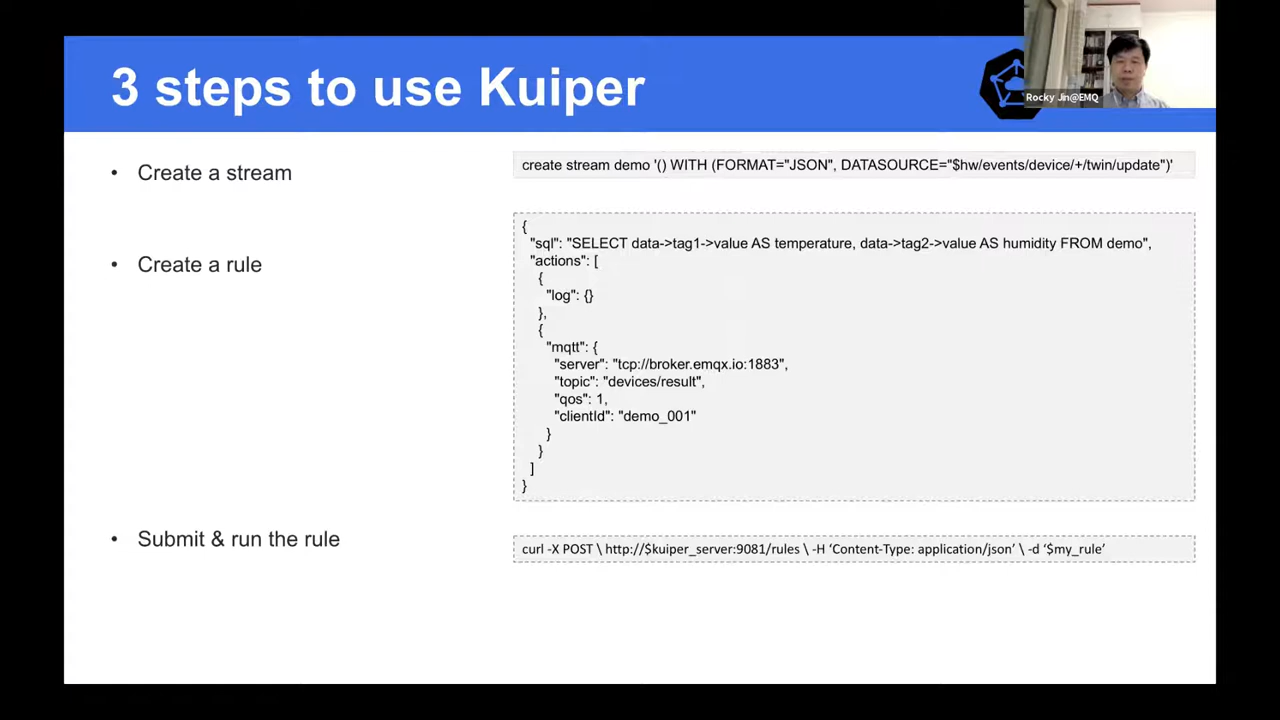 3 steps to use Kuiper
Rocky Jin@EMQ
• Create a stream
create stream demo '() WITH (FORMAT="JSON", DATASOURCE="$hw/events/device/+/twin/update")'
• Create a rule
{
"sql": "SELECT data->tag1->value AS temperature, data->tag2->value AS humidity FROM demo",
"actions": [
{
"log": {}
},
{
"mqtt": {
"server": "tcp://broker.emqx.io:1883",
"topic": "devices/result",
"qos": 1,
"clientId": "demo_001"
}
}
]
}
• Submit & run the rule
curl -X POST \ http://$kuiper_server:9081/rules \ -H ‘Content-Type: application/json’ \ -d ‘$my_rule’